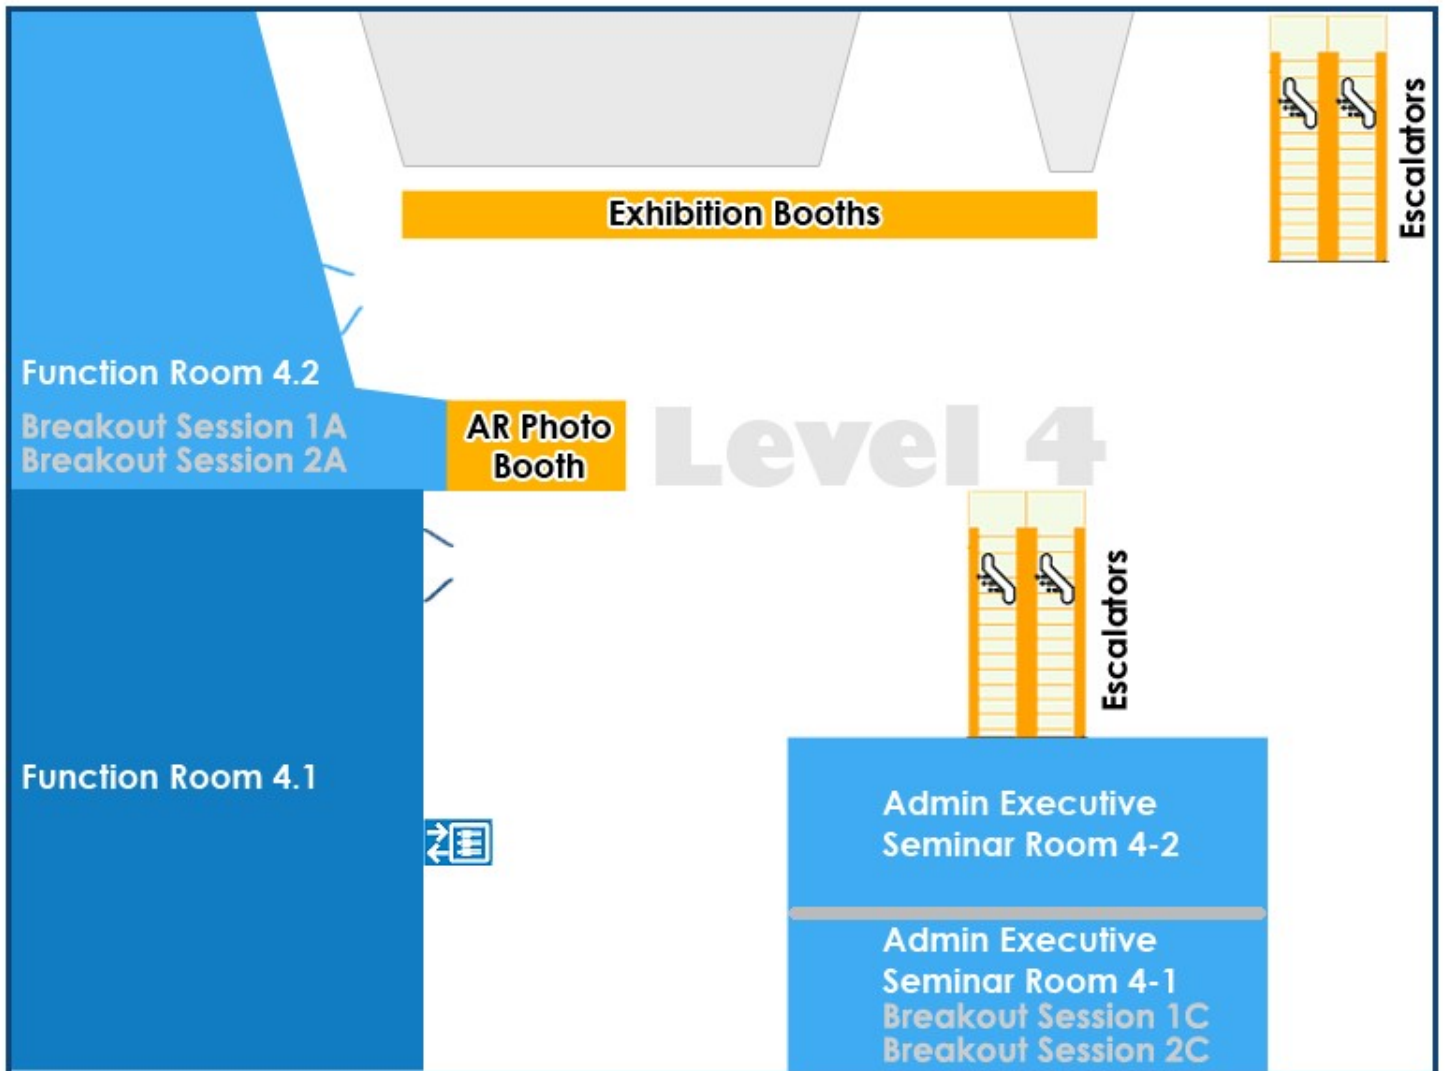 Escalators
Exhibition Booths
Function Room 4.2
Breakout Session 1A
Breakout Session 2A
AR Photo
Booth
Level 4
Escalators
Function Room 4.1
Admin Executive
Seminar Room 4-2
Admin Executive
Seminar Room 4-1
Breakout Session 1C
Breakout Session 2C